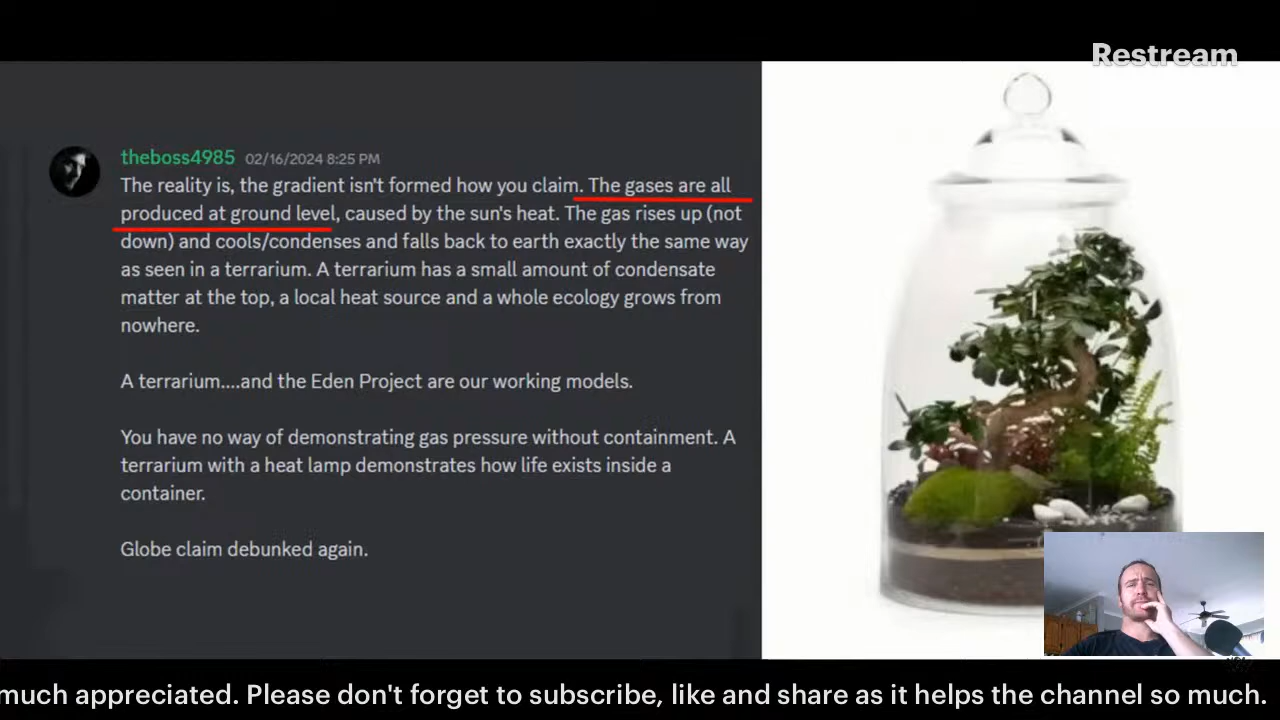 Restream
theboss4985 02/16/2024 8:25 PM
The reality is, the gradient isn't formed how you claim. The gases are all
produced at ground level, caused by the sun's heat. The gas rises up (not
down) and cools/condenses and falls back to earth exactly the same way
as seen in a terrarium. A terrarium has a small amount of condensate
matter at the top, a local heat source and a whole ecology grows from
nowhere.
A terrarium....and the Eden Project are our working models.
You have no way of demonstrating gas pressure without containment. A
terrarium with a heat lamp demonstrates how life exists inside a
container.
Globe claim debunked again.
much appreciated. Please don't forget to subscribe, like and share as it helps the channel so much.